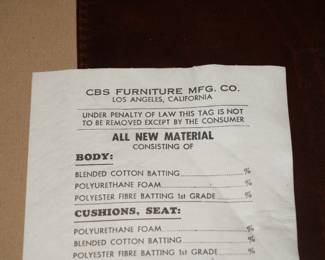 CBS FURNITURE MFG. CO.
LOS ANGELES, CALIFORNIA
UNDER PENALTY OF LAW THIS TAG IS NOT
TO BE REMOVED EXCEPT BY THE CONSUMER
ALL NEW MATERIAL
CONSISTING OF
BODY:
BLENDED COTTON BATTING %
POLYURETHANE FOAM %
POLYESTER FIBRE BATTING 1st GRADE %
CUSHIONS, SEAT:
POLYURETHANE FOAM %
BLENDED COTTON BATTING %
POLYESTER FIBRE BATTING 1st GRADE %